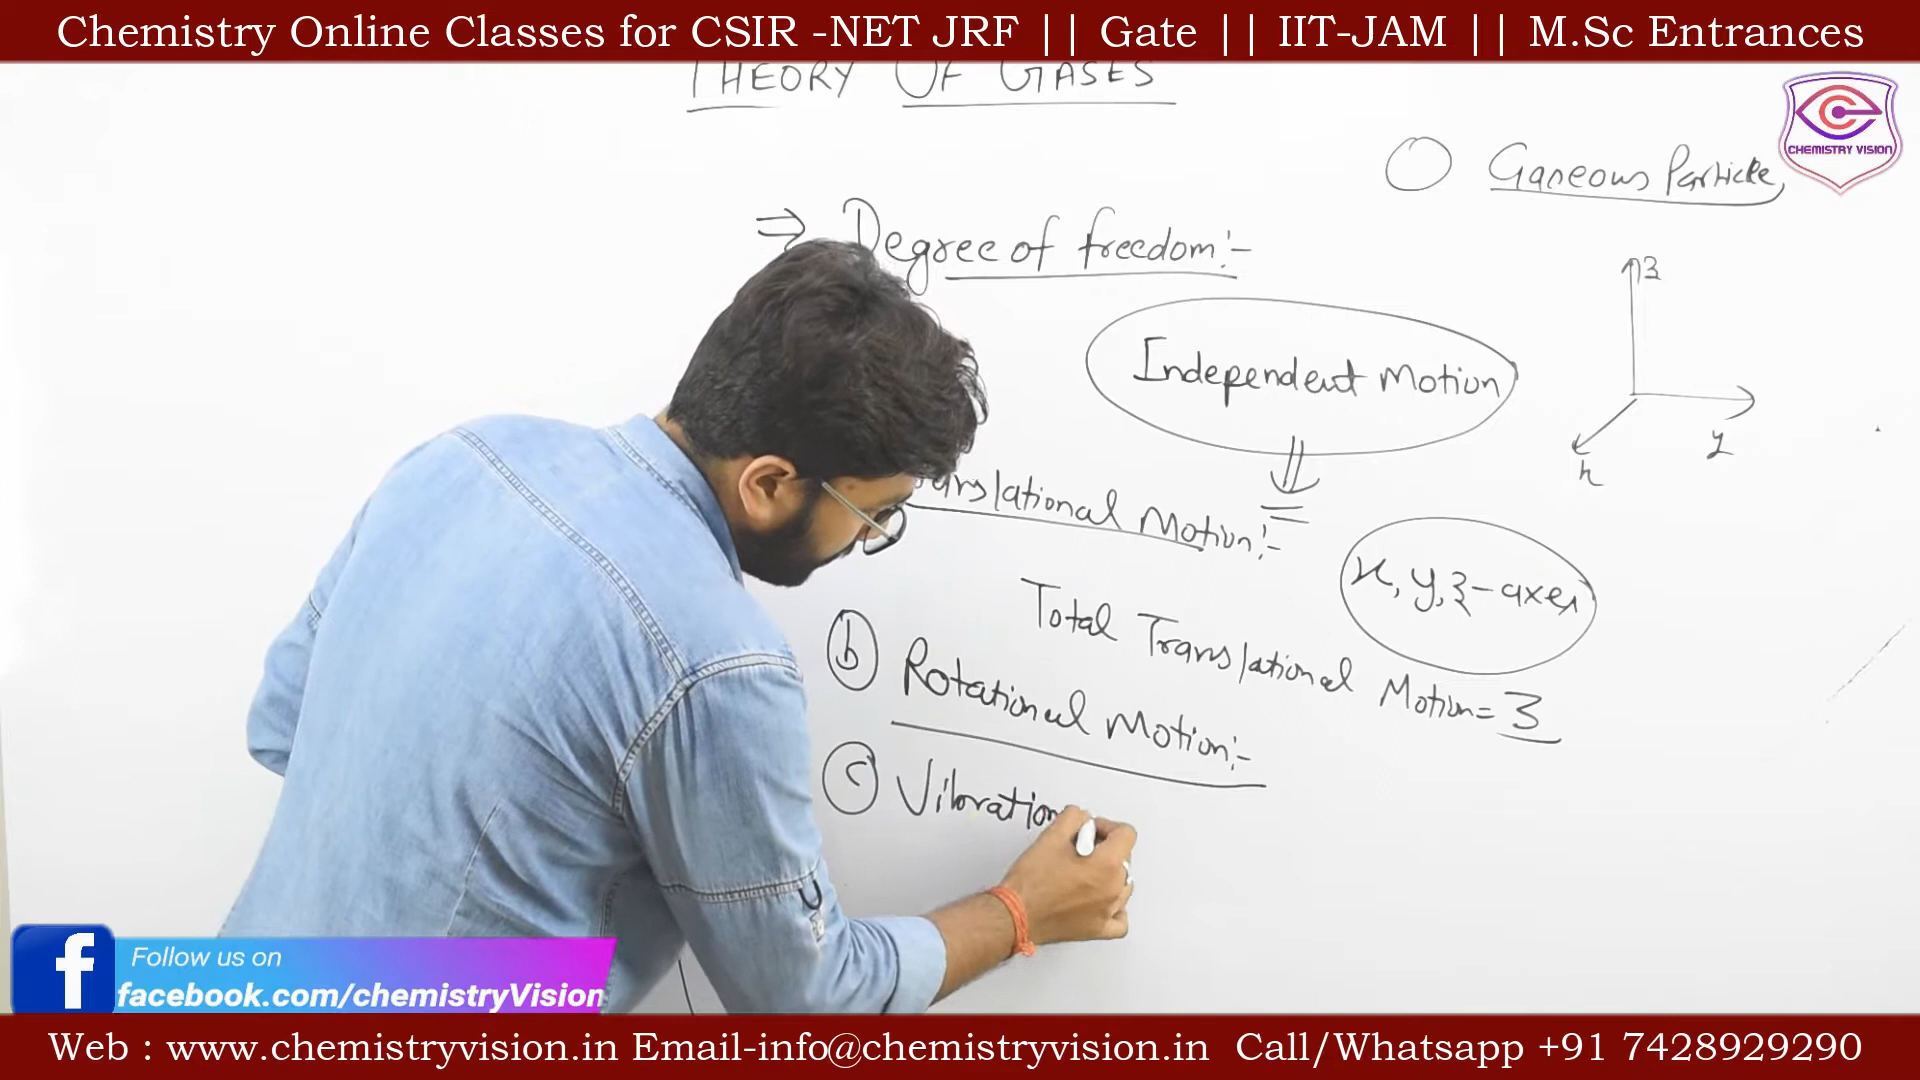 Chemistry Online Classes for CSIR -NET JRF || Gate || IIT-JAM || M.Sc Entrances
THEORY OF GASES
CHEMISTRY VISION
Gaseous Particle,
⇒ Degree of freedom:-
z
Independent Motion
y
x
Translational Motion:-
x, y, z-axes
Total Translational Motion= 3
b Rotational Motion:-
c Vibration
Follow us on
facebook.com/chemistryVision
Web : www.chemistryvision.in Email-info@chemistryvision.in Call/Whatsapp +91 7428929290